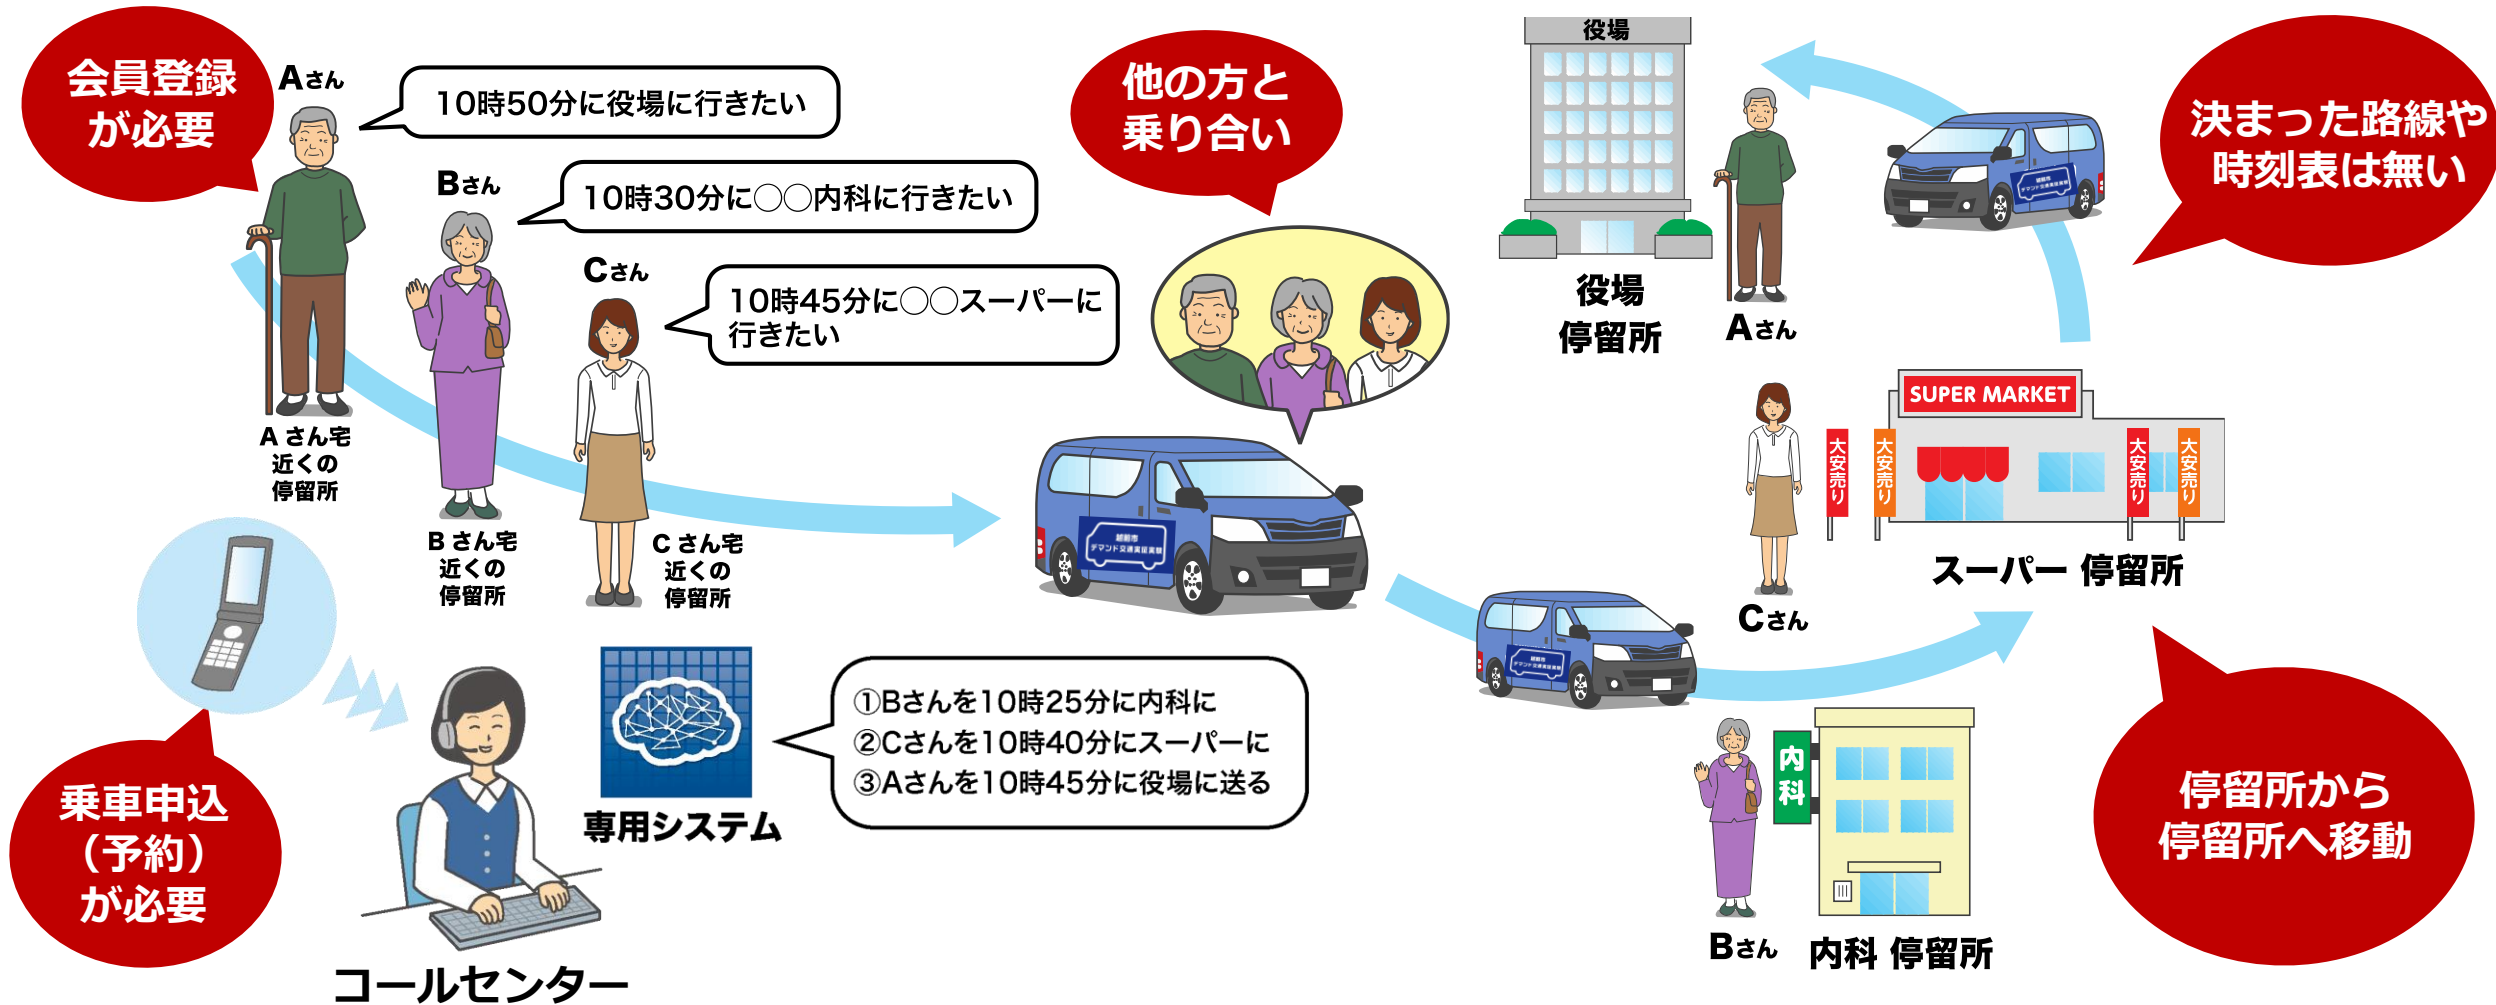 会員登録
が必要
Aさん
10時50分に役場に行きたい
Bさん
10時30分に○○内科に行きたい
Cさん
10時45分に○○スーパーに
行きたい
A さん宅
近くの
停留所
B さん宅
近くの
停留所
C さん宅
近くの
停留所
乗車申込
(予約)
が必要
コールセンター
専用システム
①Bさんを10時25分に内科に
②Cさんを10時40分にスーパーに
③Aさんを10時45分に役場に送る
他の方と
乗り合い
デマンド交通実証実験
役場
役場
停留所
Aさん
決まった路線や
時刻表は無い
SUPER MARKET
大安売り
大安売り
大安売り
大安売り
スーパー 停留所
Cさん
内科
Bさん
内科 停留所
停留所から
停留所へ移動